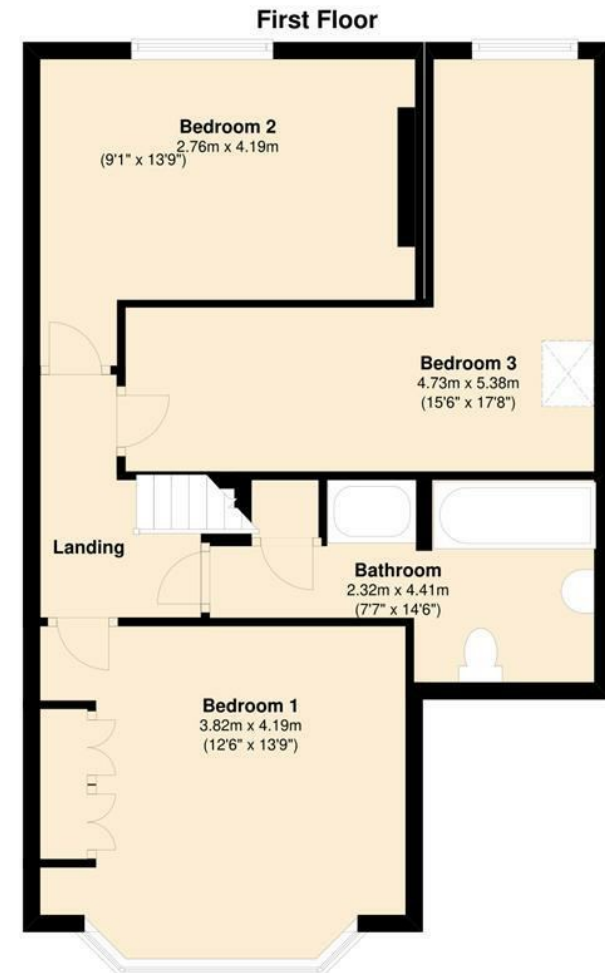 First Floor
Bedroom 2
2.76m x 4.19m
(9'1" x 13'9")
Bedroom 3
4.73m x 5.38m
(15'6" x 17'8")
Landing
Bathroom
2.32m x 4.41m
(7'7" x 14'6")
Bedroom 1
3.82m x 4.19m
(12'6" x 13'9")